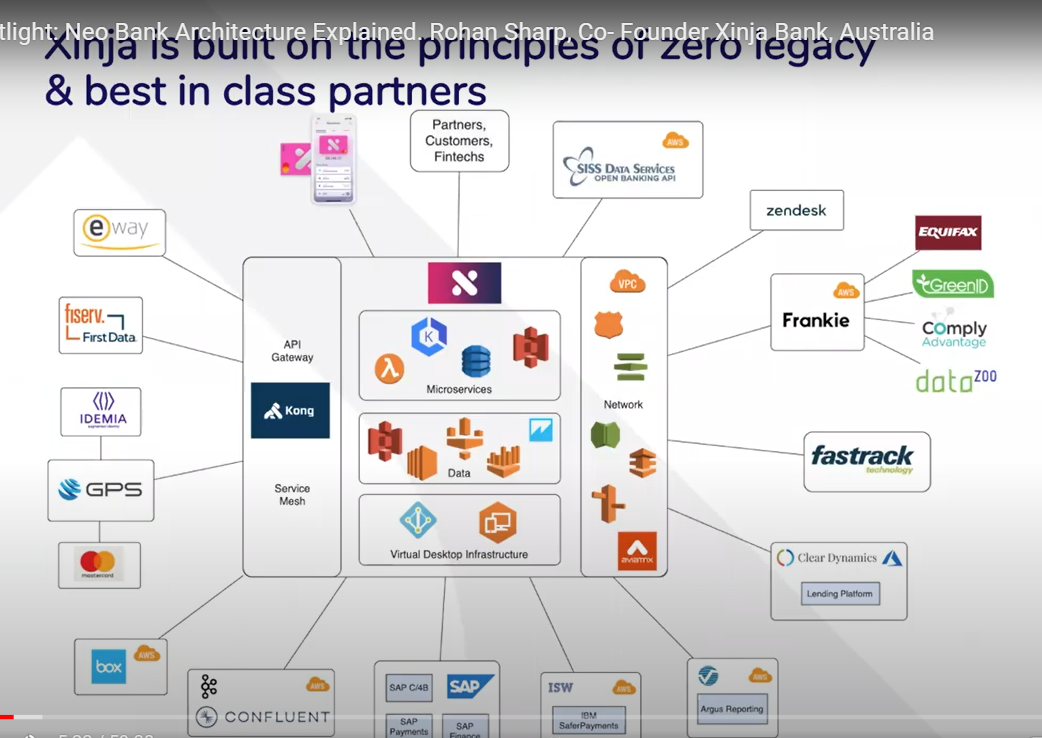 tlight: Neo Bank Architecture Explained. Rohan Sharp, Co- Founder Xinja Bank, Australia
Xinja is built on the principles of zero legacy
& best in class partners
Partners,
Customers,
Fintechs
AWS
SISS DATA SERVICES
OPEN BANKING API
zendesk
eway
EQUIFAX
VPC
AWS
GreenID
Frankie
fiserv.
First Data
API
Gateway
K
Comply
Advantage
Microservices
data ZOO
Kong
Network
IDEMIA
fastrack
technology
Data
GPS
Service
Mesh
Virtual Desktop Infrastructure
aviatrix
mastercard
Clear Dynamics
Lending Platform
box
AWS
AWS
CONFLUENT
SAP C/4B
SAP
SAP
Payments
SAP
Finance
ISW
AWS
IBM
SaferPayments
AWS
Argus Reporting